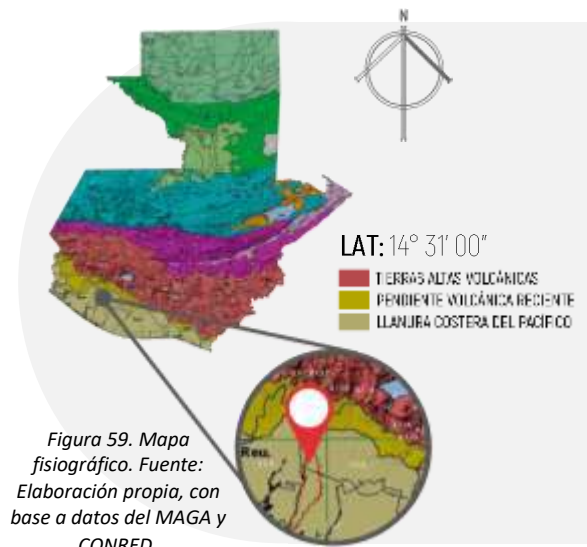 N
LAT: 14° 31' 00"
TIERRAS ALTAS VOLCÁNICAS
PENDIENTE VOLCÁNICA RECIENTE
LLANURA COSTERA DEL PACÍFICO
Reu.
Figura 59. Mapa
fisiográfico. Fuente:
Elaboración propia, con
base a datos del MAGA y
CONRED